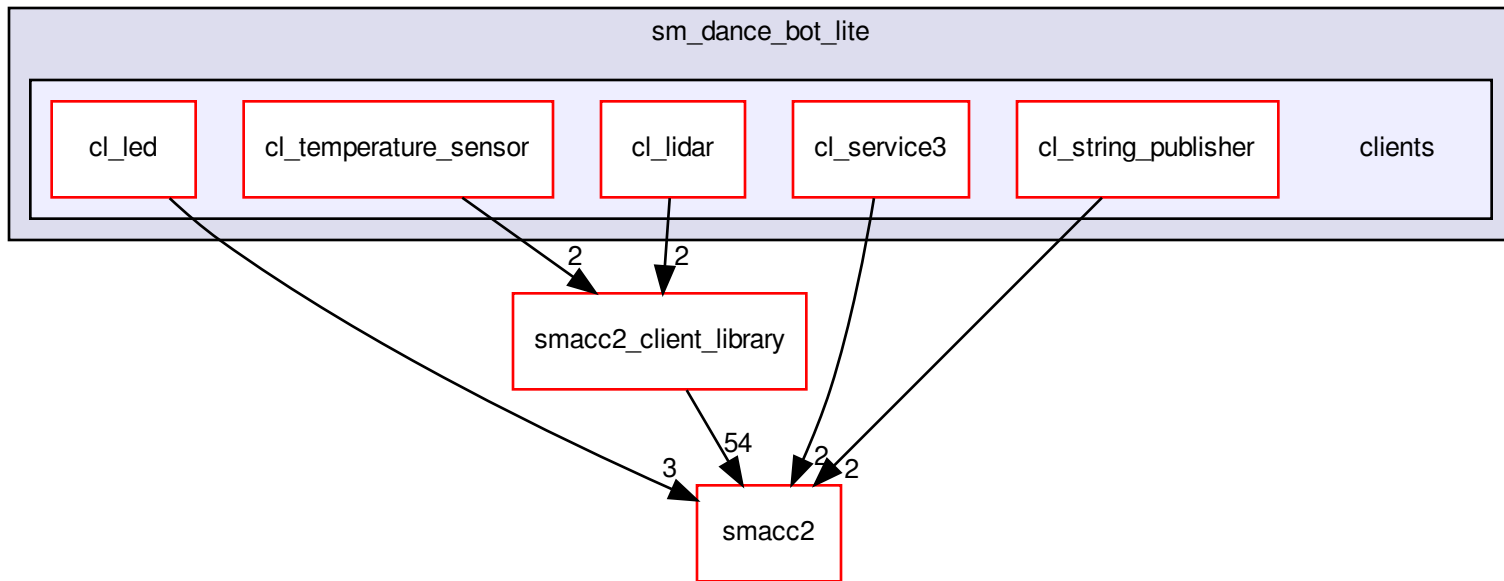 sm_dance_bot_lite
cl_led
cl_temperature_sensor
cl_lidar
cl_service3
cl_string_publisher
clients
2
2
smacc2_client_library
54
3
2
2
smacc2